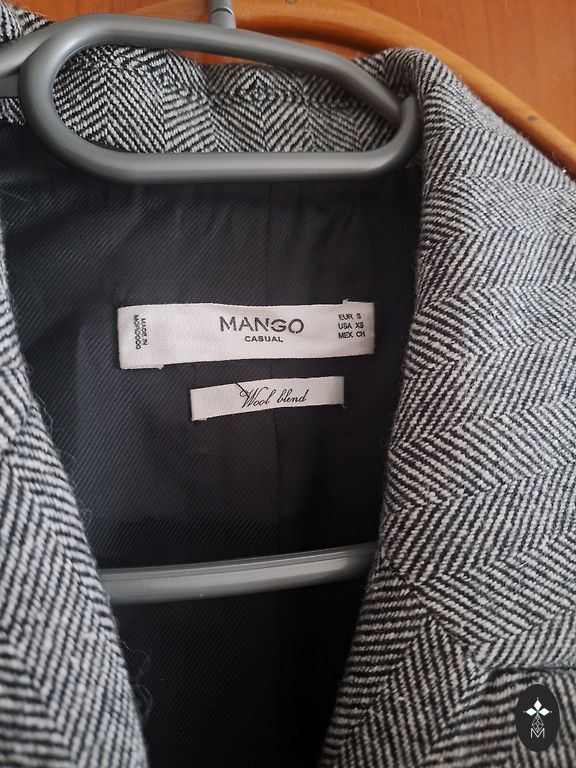 MADE IN
MOROCCO
MANGO
CASUAL
EUR S
USA XS
MEX CH
Wool blend